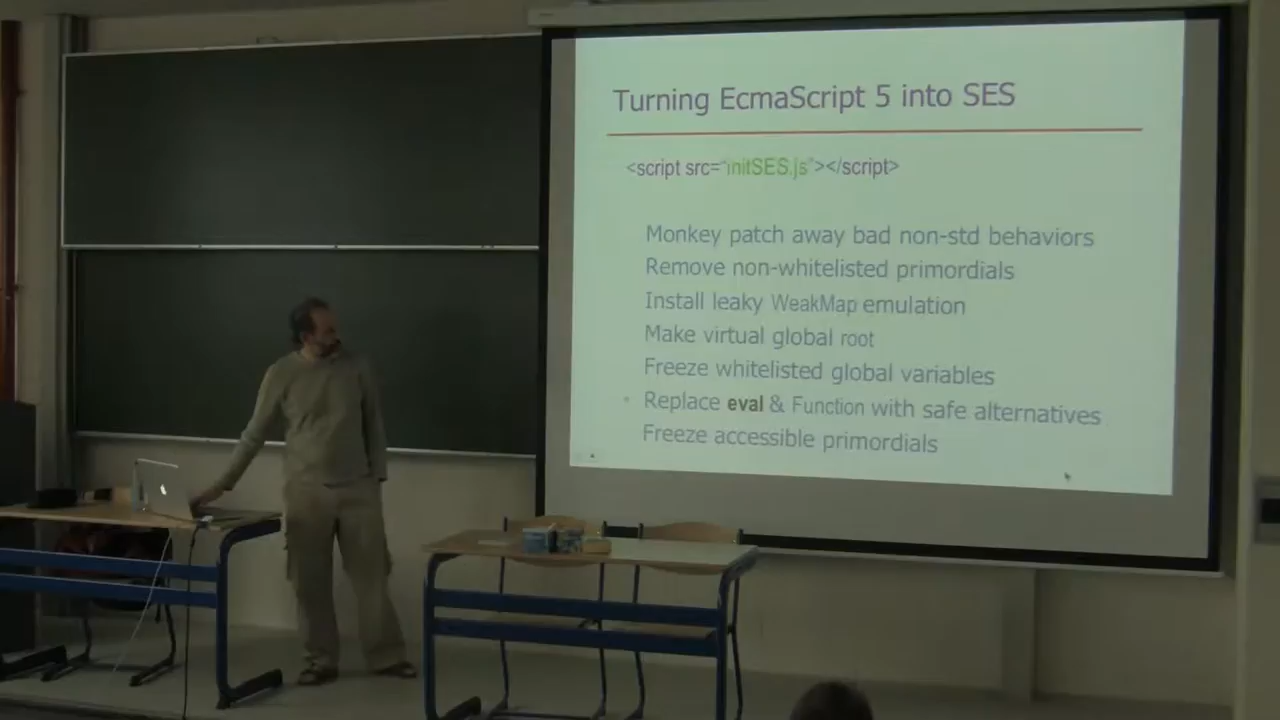 Turning EcmaScript 5 into SES
<script src="initSES.js"></script>
Monkey patch away bad non-std behaviors
Remove non-whitelisted primordials
Install leaky WeakMap emulation
Make virtual global root
Freeze whitelisted global variables
Replace eval & Function with safe alternatives
Freeze accessible primordials